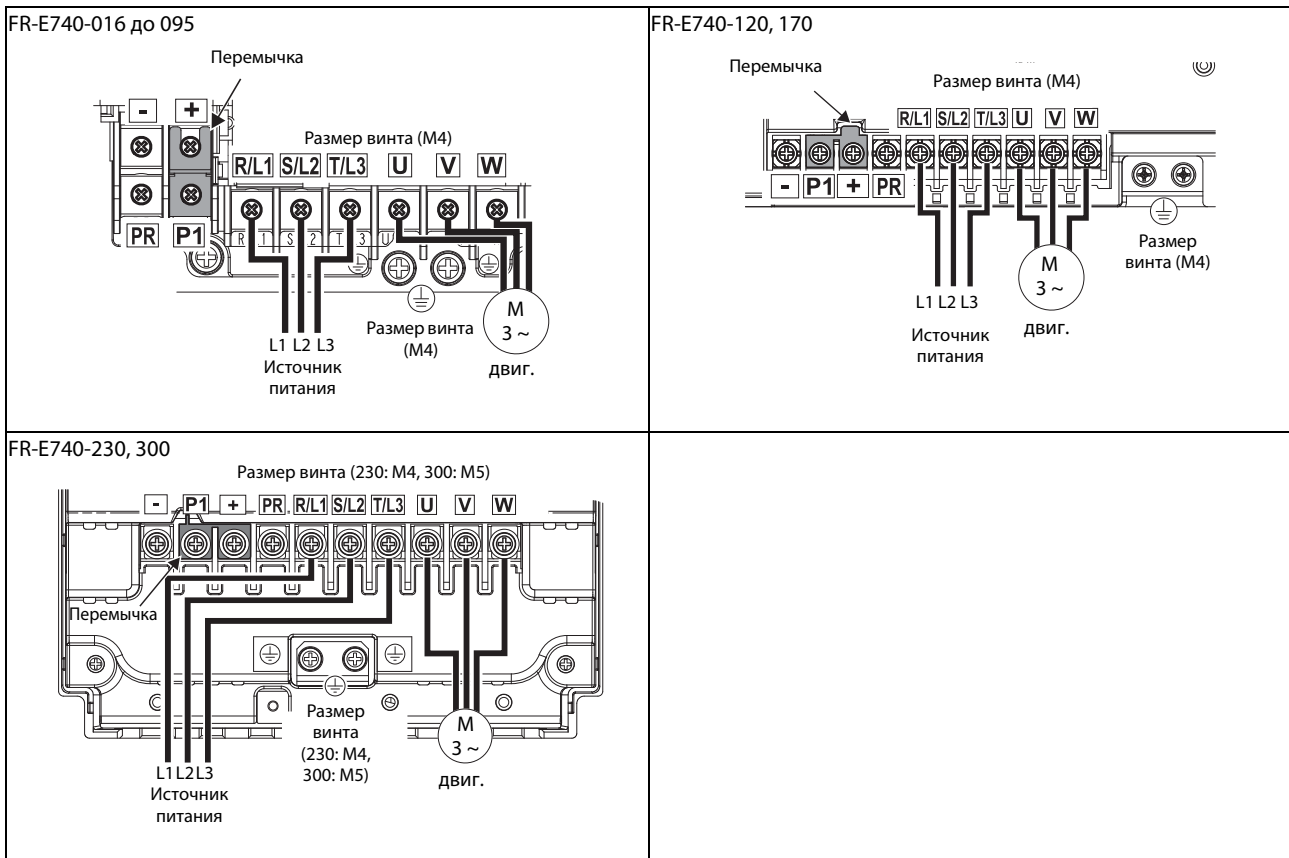 FR-E740-016 до 095
Перемычка
- +
Размер винта (M4)
R/L1 S/L2 T/L3 U V W
PR P1
L1 L2 L3
Источник
питания
Размер винта
(M4)
M
3 ~
двиг.
FR-E740-120, 170
Перемычка
Размер винта (M4)
R/L1 S/L2 T/L3 U V W
- P1 + PR
L1 L2 L3
Источник
питания
M
3 ~
двиг.
Размер
винта (M4)
FR-E740-230, 300
Размер винта (230: M4, 300: M5)
- P1 + PR R/L1 S/L2 T/L3 U V W
Перемычка
L1 L2 L3
Источник
питания
Размер
винта
(230: M4,
300: M5)
M
3 ~
двиг.